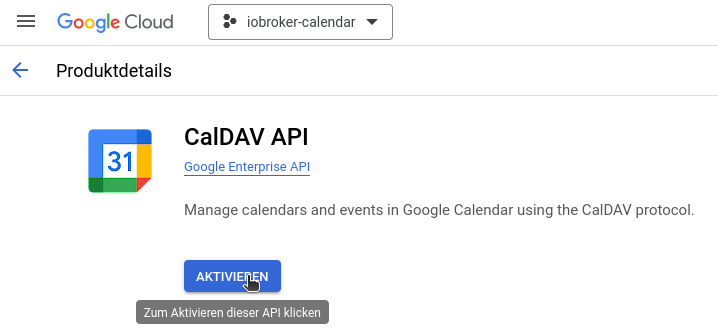 Google Cloud
iobroker-calendar
Produktdetails
31
CalDAV API
Google Enterprise API
Manage calendars and events in Google Calendar using the CalDAV protocol.
AKTIVIEREN
Zum Aktivieren dieser API klicken